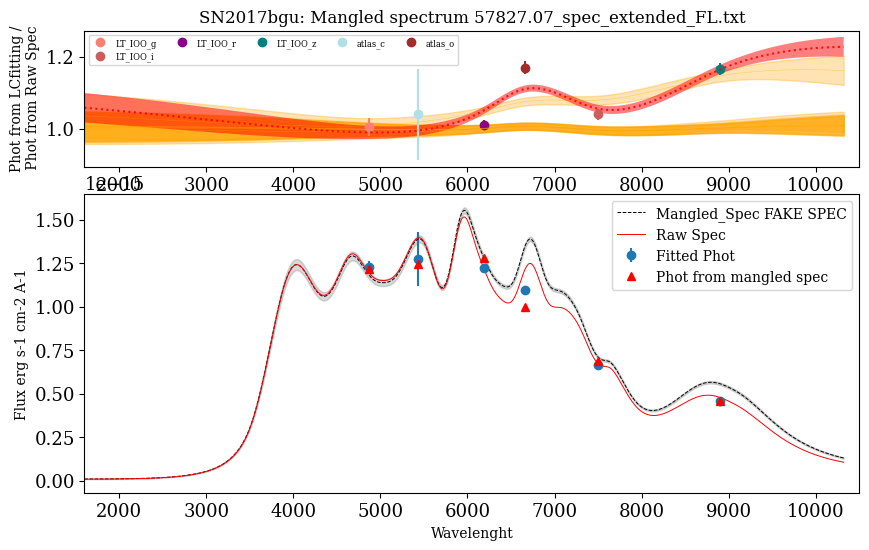 SN2017bgu: Mangled spectrum 57827.07_spec_extended_FL.txt
Phot from LCfitting /
Phot from Raw Spec
LT_IOO_g LT_IOO_r LT_IOO_z atlas_c atlas_o
LT_IOO_i
1.2
1.0
2000 3000 4000 5000 6000 7000 8000 9000 10000
1e−15
Mangled_Spec FAKE SPEC
Raw Spec
Fitted Phot
Phot from mangled spec
Flux erg s-1 cm-2 A-1
1.50
1.25
1.00
0.75
0.50
0.25
0.00
2000 3000 4000 5000 6000 7000 8000 9000 10000
Wavelenght